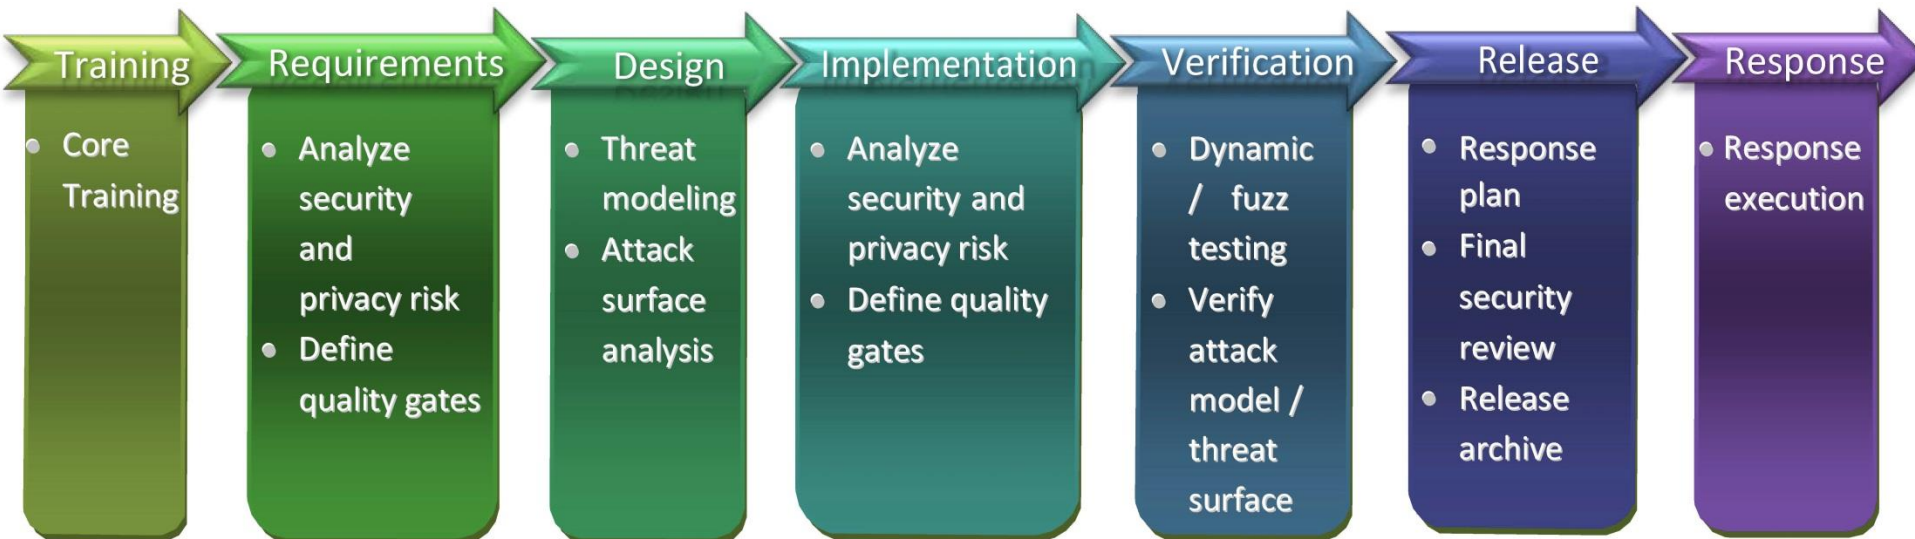 Training
Core
Training
Requirements
Analyze
security
and
privacy risk
Define
quality gates
Design
Threat
modeling
Attack
surface
analysis
Implementation
Analyze
security and
privacy risk
Define quality
gates
Verification
Dynamic
/ fuzz
testing
Verify
attack
model /
threat
surface
Release
Response
plan
Final
security
review
Release
archive
Response
Response
execution